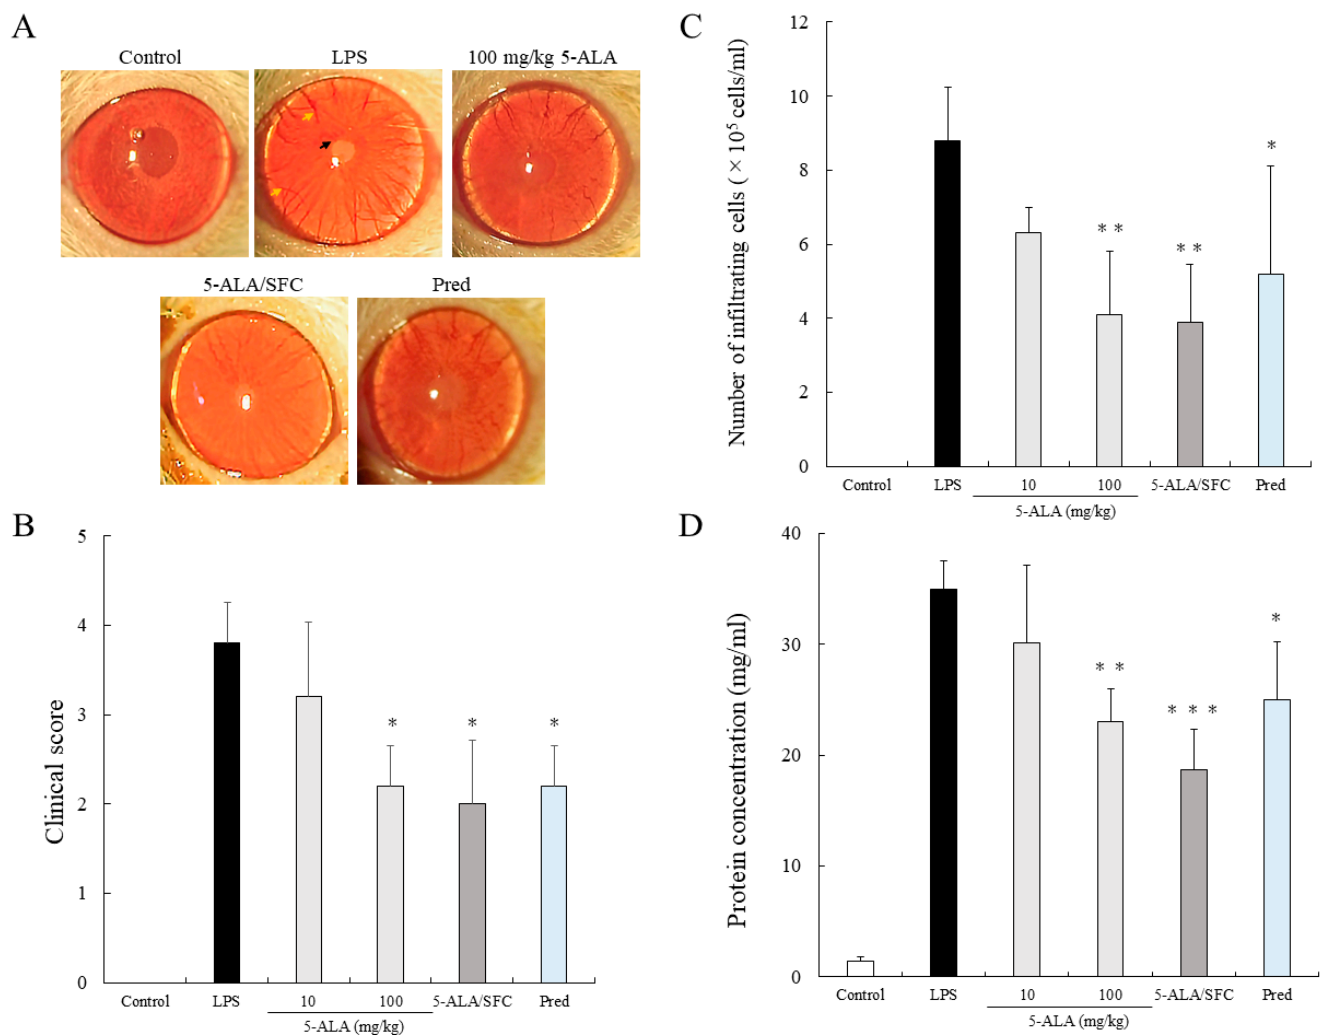 A
Control
LPS
100 mg/kg 5-ALA
5-ALA/SFC
Pred
B
Clinical score
5
4
3
2
1
0
*
*
*
Control
LPS
10
100
5-ALA/SFC
Pred
5-ALA (mg/kg)
C
Number of infiltrating cells (×10⁵ cells/ml)
12
10
8
6
4
2
0
**
**
*
Control
LPS
10
100
5-ALA/SFC
Pred
5-ALA (mg/kg)
D
Protein concentration (mg/ml)
40
30
20
10
0
**
***
*
Control
LPS
10
100
5-ALA/SFC
Pred
5-ALA (mg/kg)